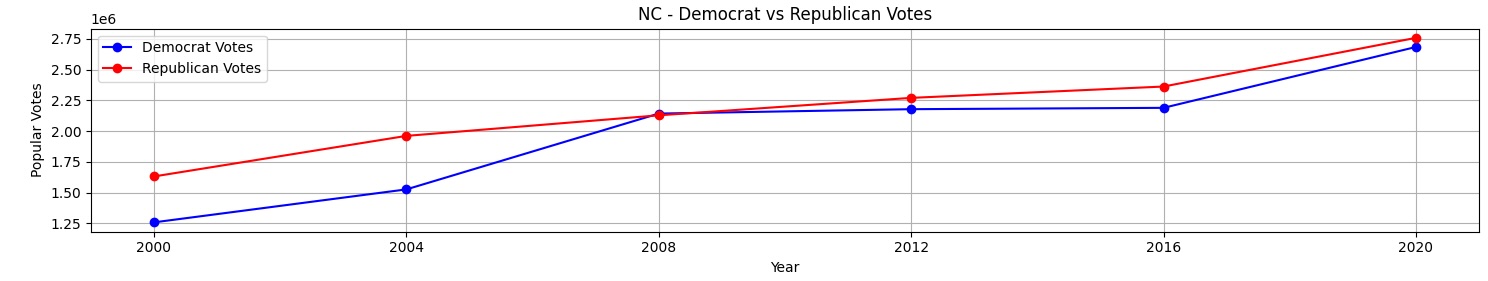 NC - Democrat vs Republican Votes
1e6
2.75
2.50
2.25
2.00
1.75
1.50
1.25
Popular Votes
Democrat Votes
Republican Votes
2000 2004 2008 2012 2016 2020
Year